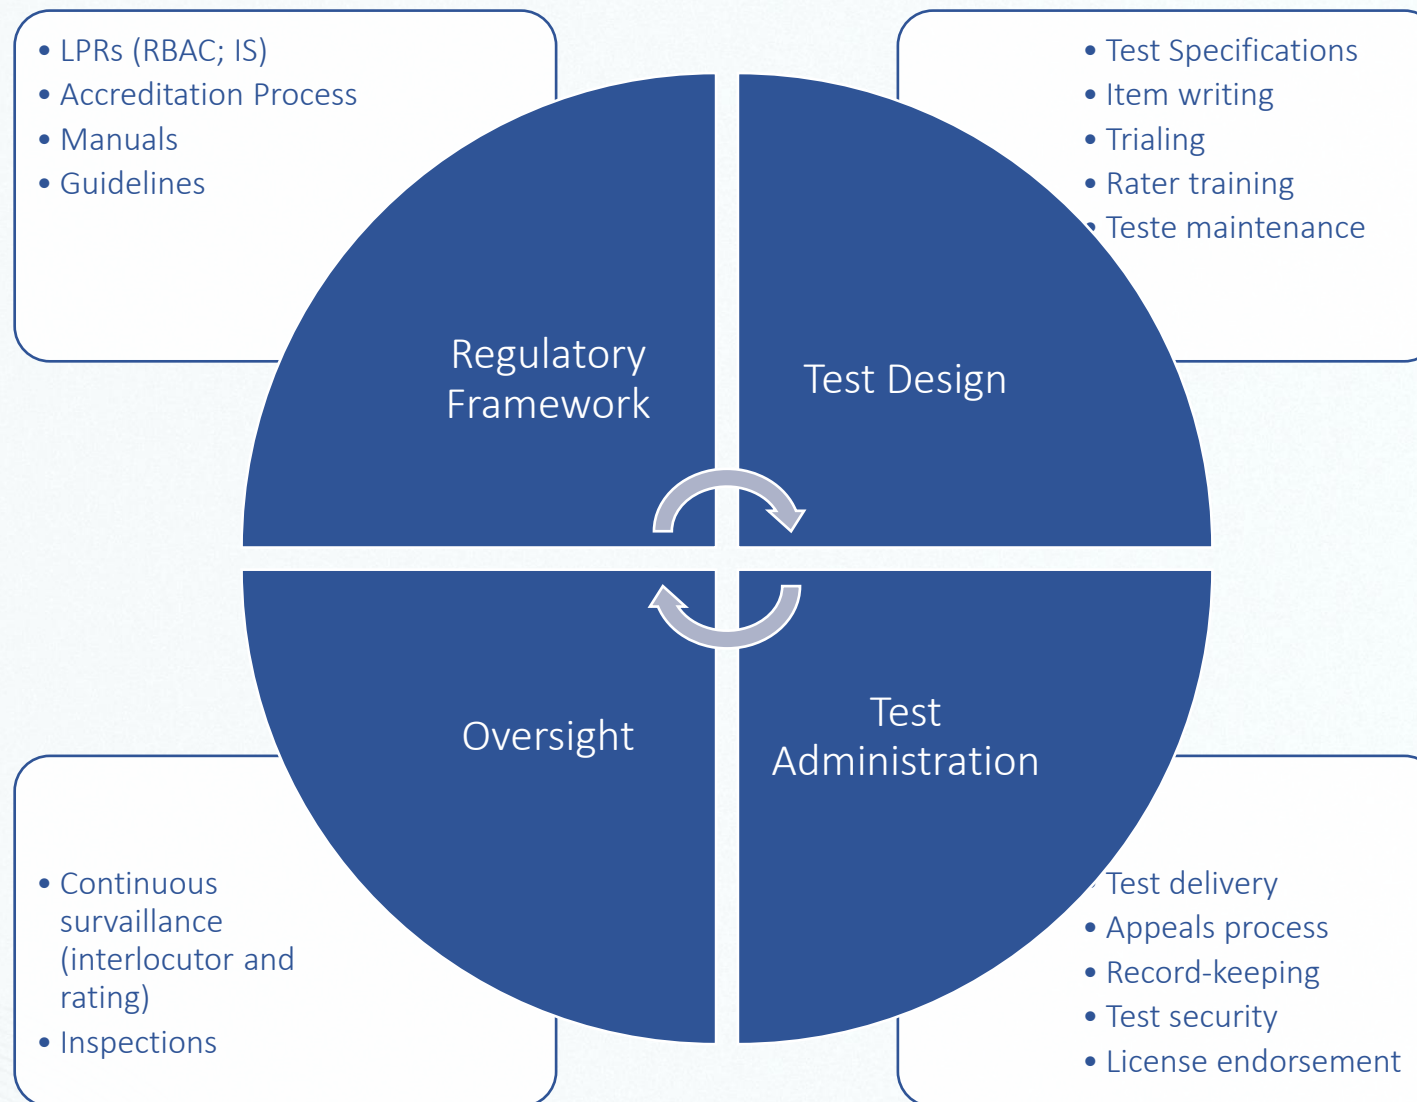 • LPRs (RBAC; IS)
• Accreditation Process
• Manuals
• Guidelines
• Test Specifications
• Item writing
• Trialing
• Rater training
• Teste maintenance
Regulatory
Framework
Test Design
Oversight
Test
Administration
• Continuous
survaillance
(interlocutor and
rating)
• Inspections
• Test delivery
• Appeals process
• Record-keeping
• Test security
• License endorsement